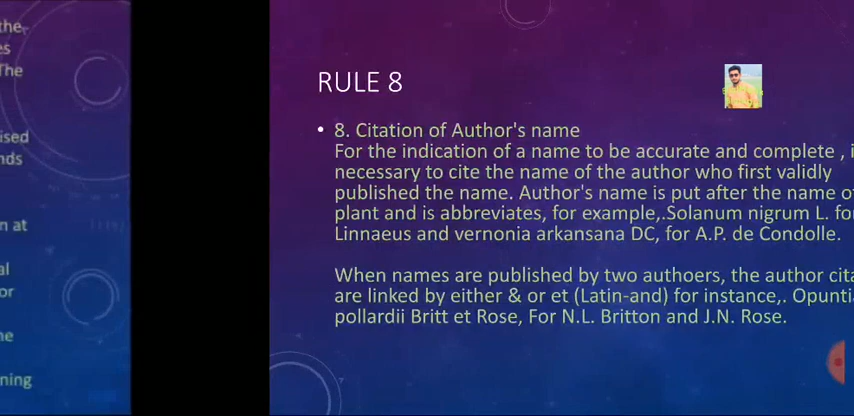 the,
es
The
ised
nds
n at
al
or
he
ning
RULE 8
• 8. Citation of Author's name
For the indication of a name to be accurate and complete , i
necessary to cite the name of the author who first validly
published the name. Author's name is put after the name of
plant and is abbreviates, for example,.Solanum nigrum L. for
Linnaeus and vernonia arkansana DC, for A.P. de Condolle.
When names are published by two authoers, the author cita
are linked by either & or et (Latin-and) for instance,. Opunti
pollardii Britt et Rose, For N.L. Britton and J.N. Rose.